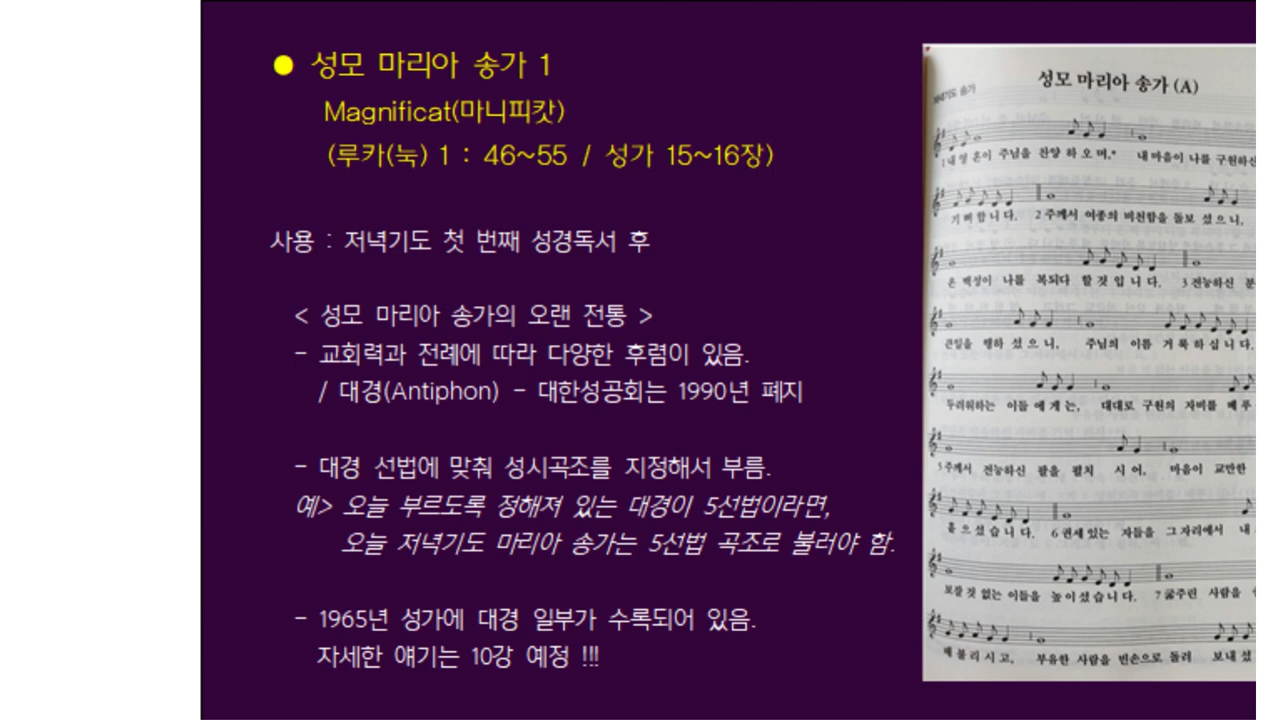 ● 성모 마리아 송가 1
Magnificat(마니피캇)
(루카(눅) 1 : 46~55 / 성가 15~16장)
사용 : 저녁기도 첫 번째 성경독서 후
< 성모 마리아 송가의 오랜 전통 >
- 교회력과 전례에 따라 다양한 후렴이 있음.
/ 대경(Antiphon) - 대한성공회는 1990년 폐지
- 대경 선법에 맞춰 성시곡조를 지정해서 부름.
예> 오늘 부르도록 정해져 있는 대경이 5선법이라면,
오늘 저녁기도 마리아 송가는 5선법 곡조로 불러야 함.
- 1965년 성가에 대경 일부가 수록되어 있음.
자세한 얘기는 10강 예정 !!!
성모 마리아 송가 (A)
저녁기도 송가
1 내 영 혼이 주님을 찬양 하 오 며,* 내 마음이 나를 구원하신
기 뻐 합 니 다. 2 주께서 여종의 비천함을 돌보 셨 으 니,
은 백성이 나를 복되다 할 것 입 니 다. 3 전능하신 분
큰일을 행하 셨 으 니, 주님의 이름 거 룩 하 십 니 다.
두려워하는 이들 에 게 는, 대대로 구원의 자비를 베 푸
5 주께서 전능하신 팔을 펼치 시 어, 마음이 교만한
을 으 셨 습 니 다. 6 권세 있는 자들을 그 자리에서 내
보잘 것 없는 이들을 높 이 셨 습 니 다. 7 굶주린 사람을
배 불 리 시 고, 부유한 사람을 빈손으로 돌려 보내 셨